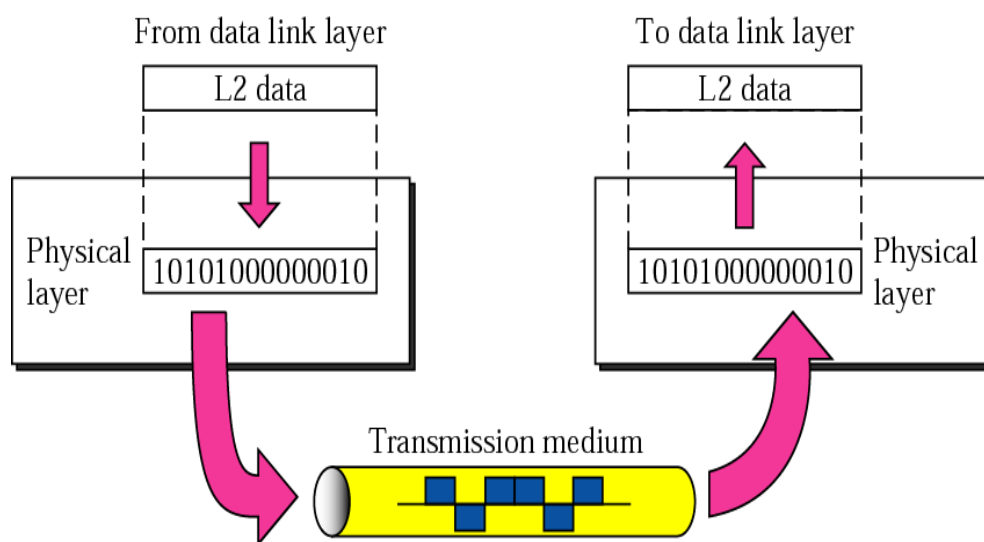 From data link layer
To data link layer
L2 data
L2 data
Physical
layer
10101000000010
10101000000010
Physical
layer
Transmission medium